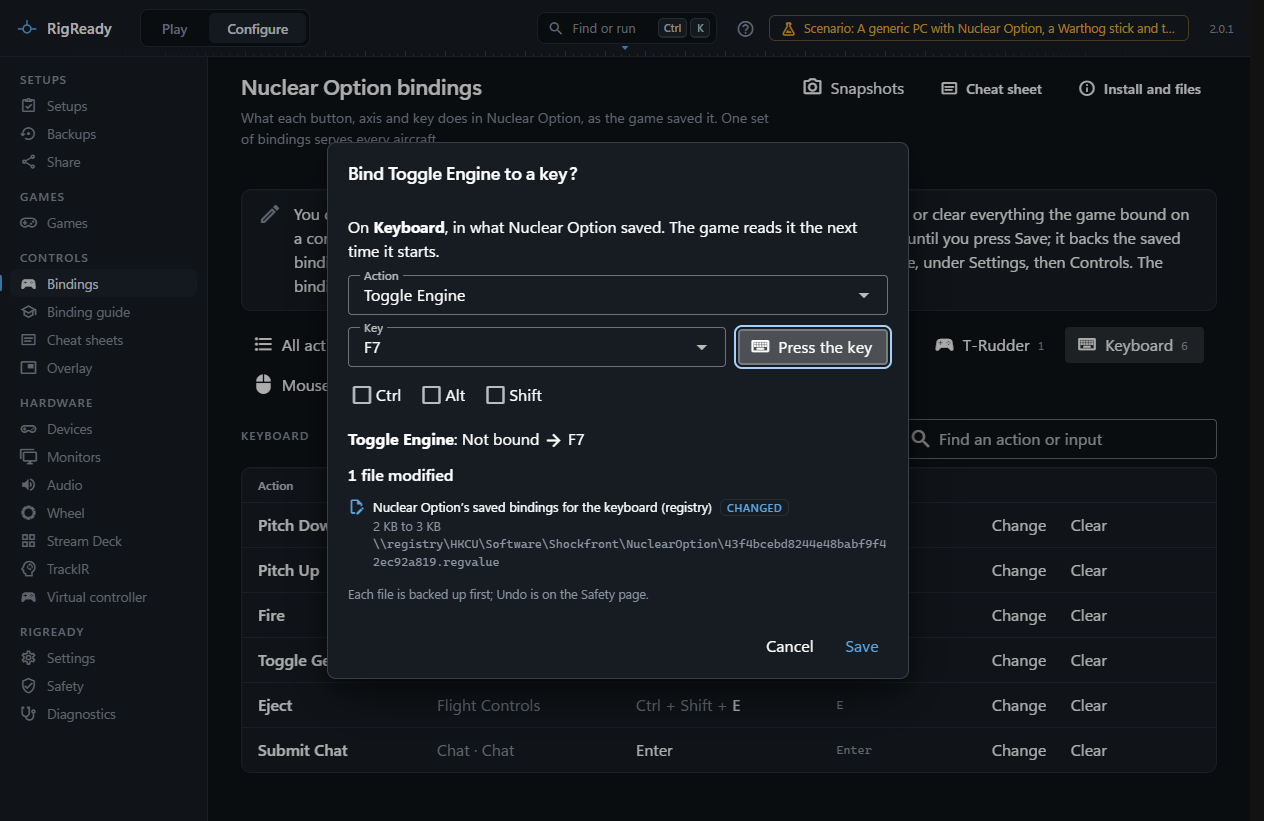 RigReady
Play
Configure
Find or run
Ctrl
K
Scenario: A generic PC with Nuclear Option, a Warthog stick and t...
2.0.1
SETUPS
Setups
Backups
Share
GAMES
Games
CONTROLS
Bindings
Binding guide
Cheat sheets
Overlay
HARDWARE
Devices
Monitors
Audio
Wheel
Stream Deck
TrackIR
Virtual controller
RIGREADY
Settings
Safety
Diagnostics
Nuclear Option bindings
Snapshots
Cheat sheet
Install and files
What each button, axis and key does in Nuclear Option, as the game saved it. One set
of bindings serves every aircraft
You
or clear everything the game bound on
a co
until you press Save; it backs the saved
bindi
e, under Settings, then Controls. The
bindi
All act
T-Rudder 1
Keyboard 6
Mouse
KEYBOARD
Find an action or input
Action
Pitch Dow
Change
Clear
Pitch Up
Change
Clear
Fire
Change
Clear
Toggle Ge
Change
Clear
Eject
Flight Controls
Ctrl + Shift + E
E
Change
Clear
Submit Chat
Chat · Chat
Enter
Enter
Change
Clear
Bind Toggle Engine to a key?
On Keyboard, in what Nuclear Option saved. The game reads it the next
time it starts.
Action
Toggle Engine
Key
F7
Press the key
Ctrl
Alt
Shift
Toggle Engine: Not bound → F7
1 file modified
Nuclear Option's saved bindings for the keyboard (registry)
CHANGED
2 KB to 3 KB
\\registry\HKCU\Software\Shockfront\NuclearOption\43f4bcebd8244e48babf9f4
2ec92a819.regvalue
Each file is backed up first; Undo is on the Safety page.
Cancel
Save